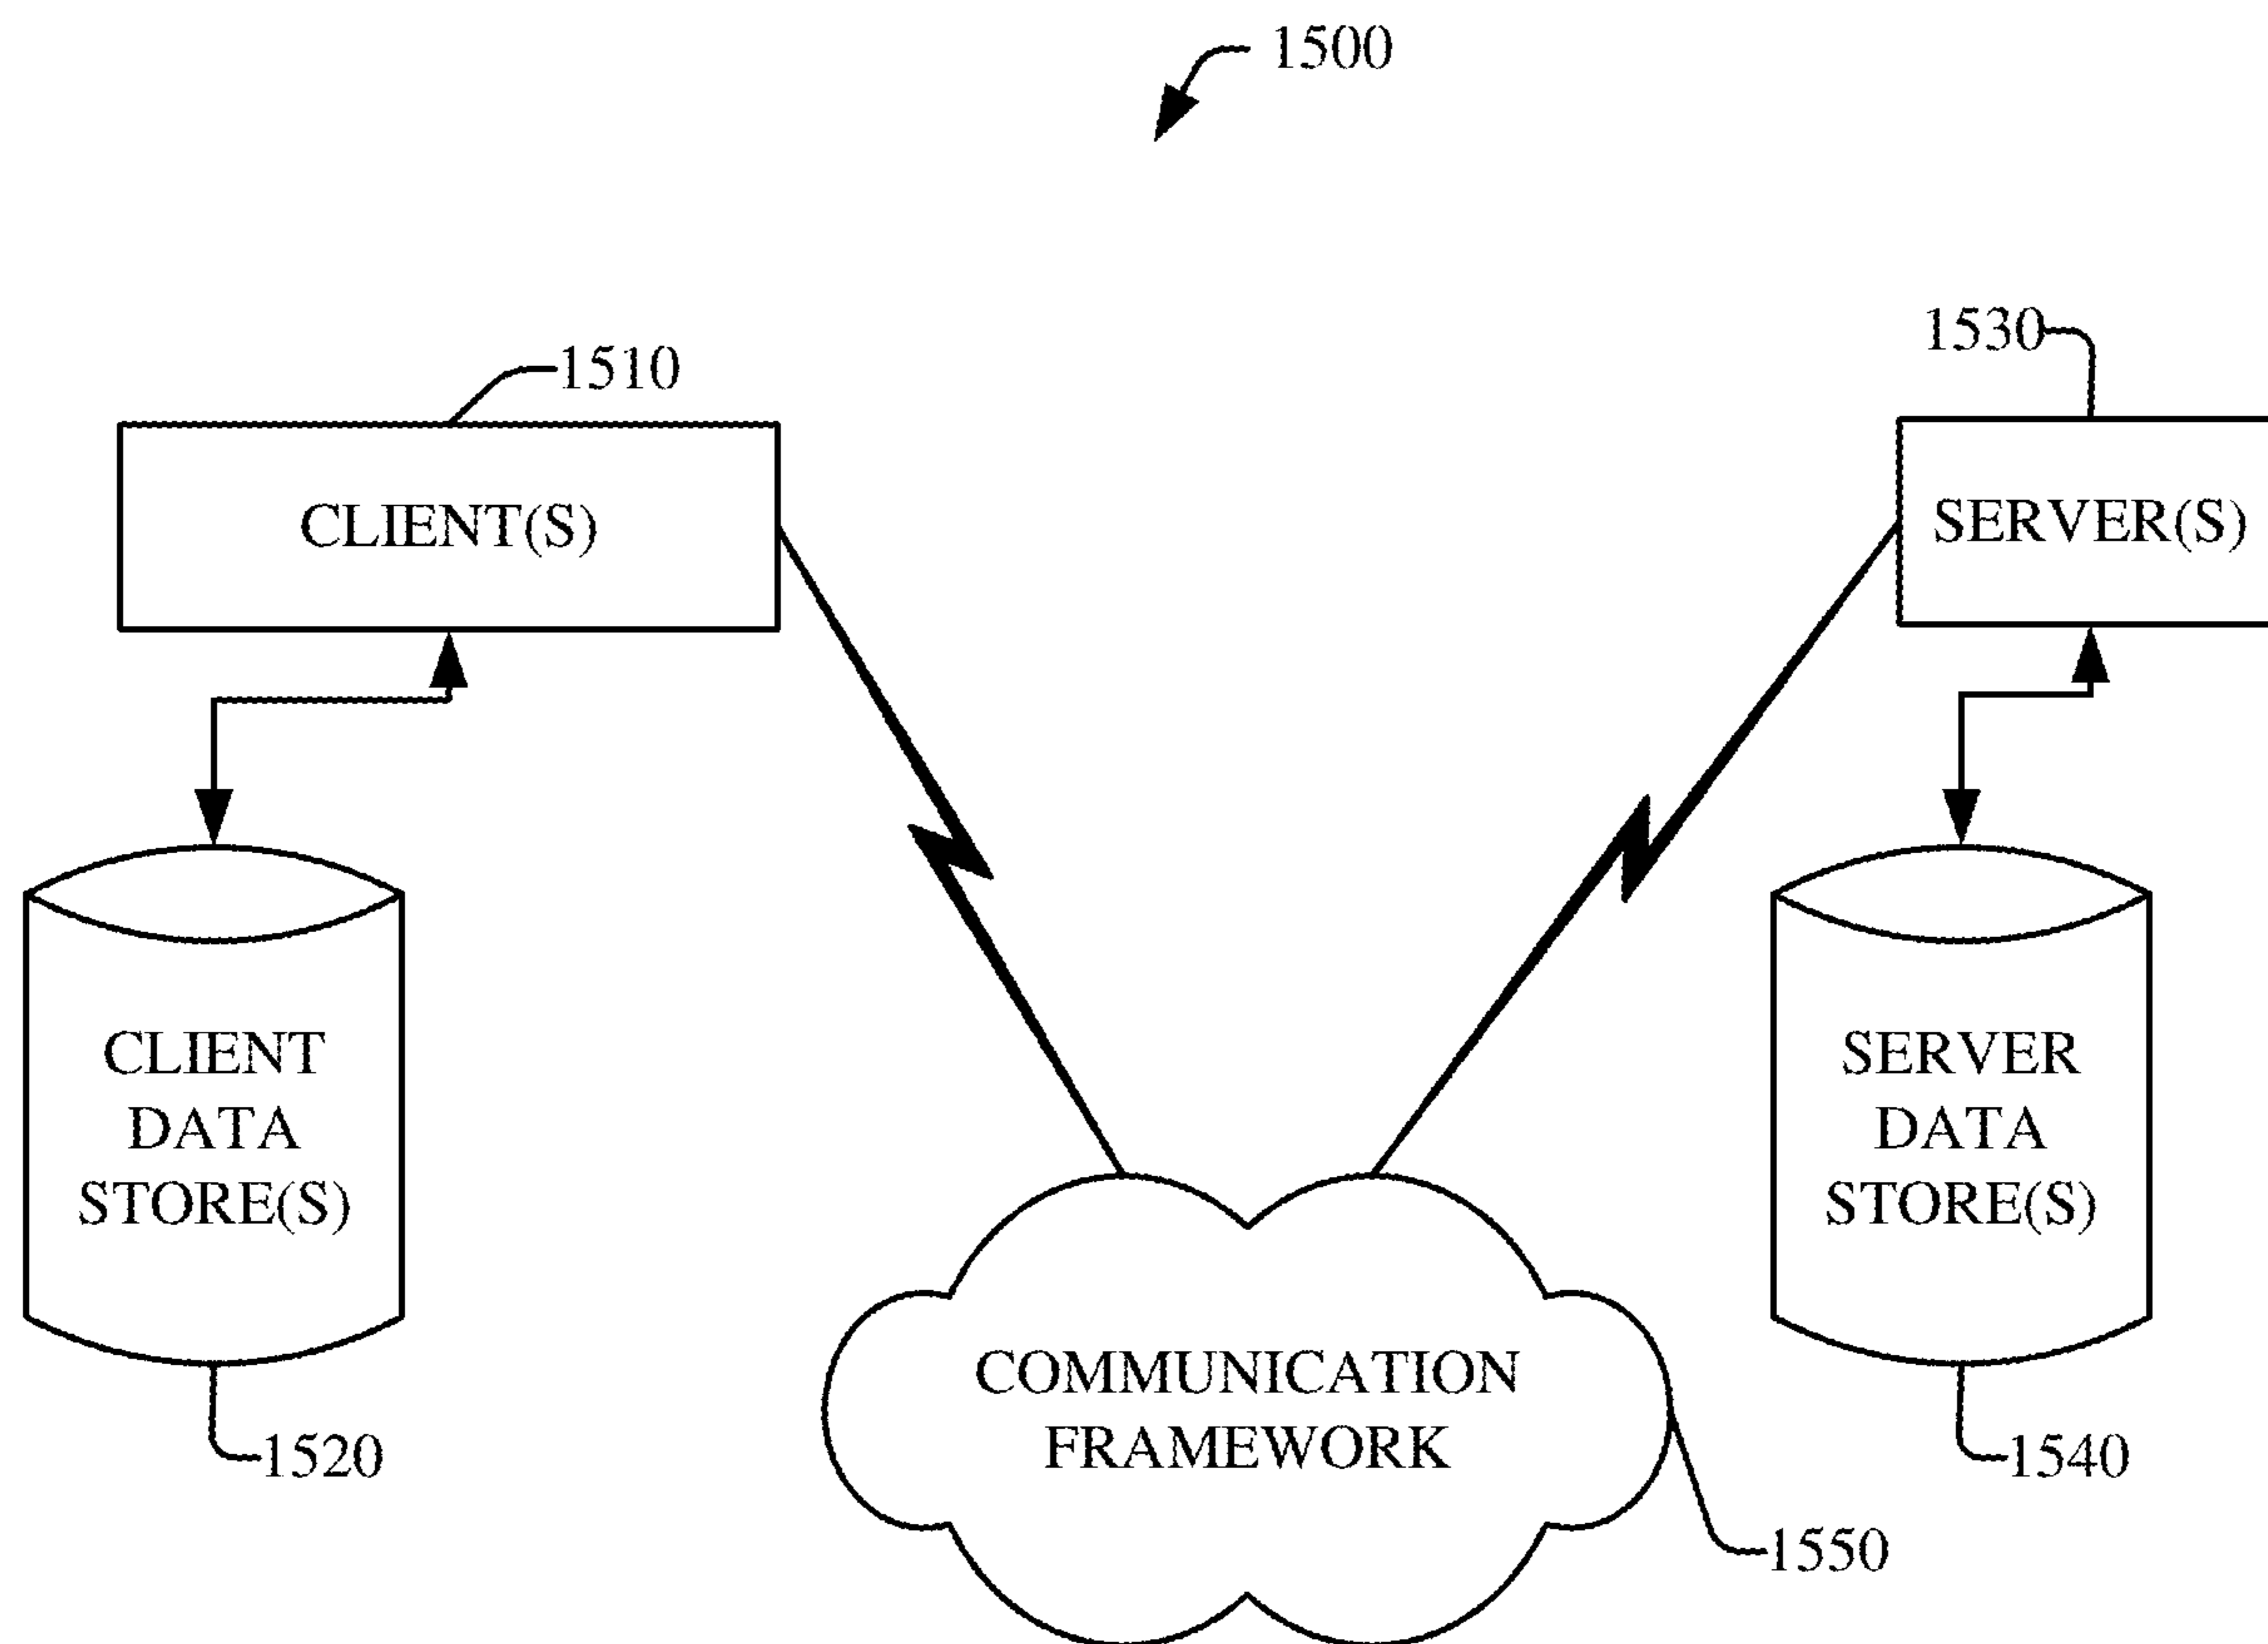 1500
1510
1530
CLIENT(S)
SERVER(S)
CLIENT
DATA
STORE(S)
SERVER
DATA
STORE(S)
COMMUNICATION
FRAMEWORK
1520
1540
1550